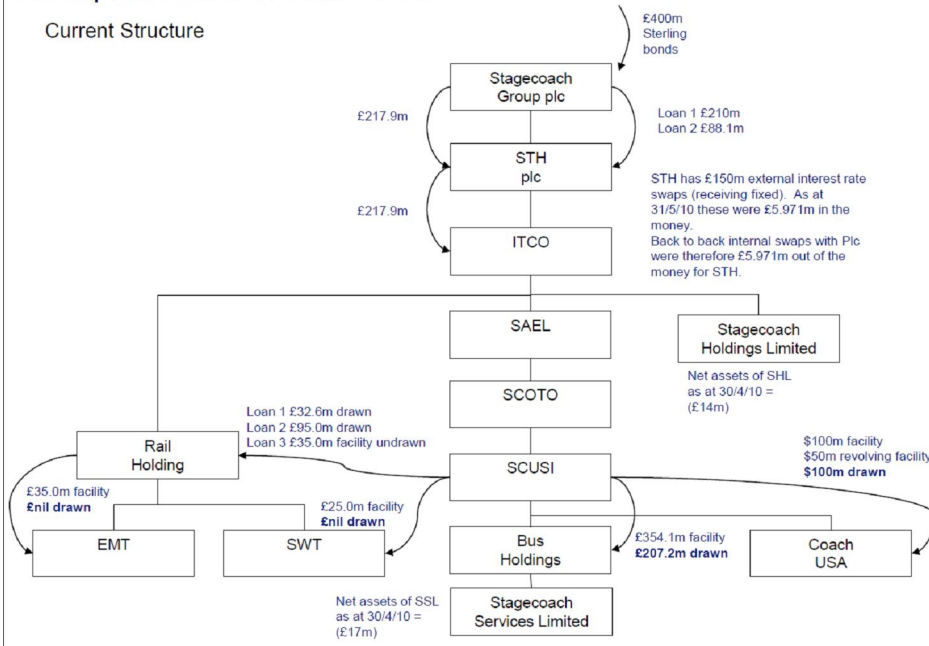 Current Structure
£400m
Sterling
bonds
Stagecoach
Group plc
£217.9m
Loan 1 £210m
Loan 2 £88.1m
STH
plc
STH has £150m external interest rate
swaps (receiving fixed). As at
31/5/10 these were £5.971m in the
money.
Back to back internal swaps with Plc
were therefore £5.971m out of the
money for STH.
£217.9m
ITCO
SAEL
Stagecoach
Holdings Limited
Net assets of SHL
as at 30/4/10 =
(£14m)
SCOTO
Loan 1 £32.6m drawn
Loan 2 £95.0m drawn
Loan 3 £35.0m facility undrawn
Rail
Holding
SCUSI
$100m facility
$50m revolving facility
$100m drawn
£35.0m facility
£nil drawn
£25.0m facility
£nil drawn
EMT
SWT
Bus
Holdings
£354.1m facility
£207.2m drawn
Coach
USA
Net assets of SSL
as at 30/4/10 =
(£17m)
Stagecoach
Services Limited